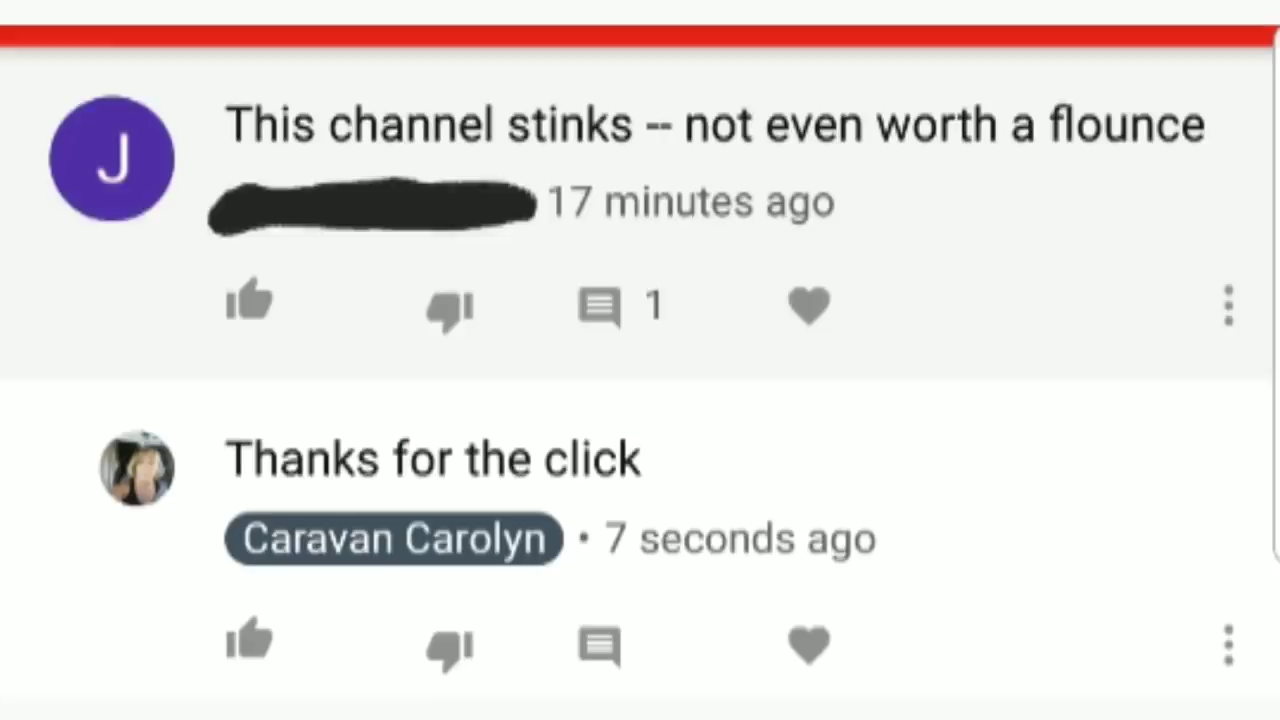 J
This channel stinks -- not even worth a flounce
17 minutes ago
1
Thanks for the click
Caravan Carolyn • 7 seconds ago